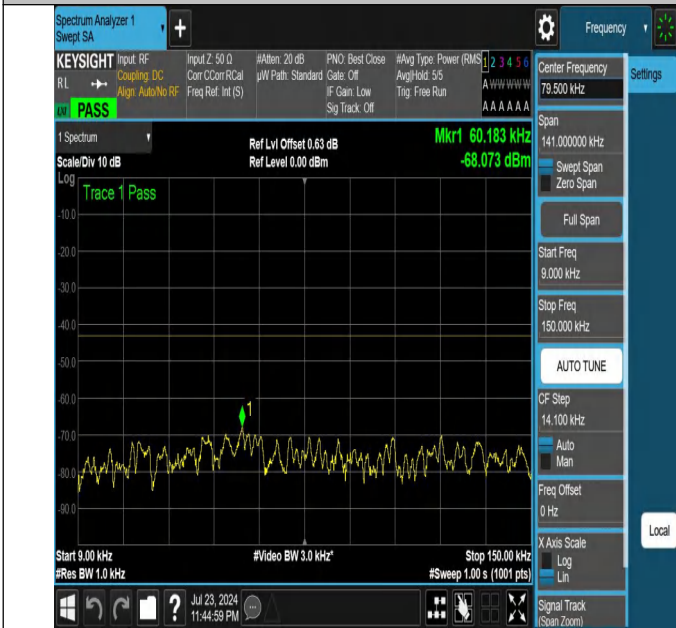 Spectrum Analyzer 1
Swept SA
+
Frequency
KEYSIGHT
RL
PASS
Input: RF
Coupling: DC
Align: Auto/No RF
Input Z: 50 Ω
Corr CCorr RCal
Freq Ref: Int (S)
#Atten: 20 dB
µW Path: Standard
PNO: Best Close
Gate: Off
IF Gain: Low
Sig Track: Off
#Avg Type: Power (RMS
Avg|Hold: 5/5
Trig: Free Run
1 2 3 4 5 6
A W W W W W
A A A A A A
1 Spectrum
Scale/Div 10 dB
Ref Lvl Offset 0.63 dB
Ref Level 0.00 dBm
Mkr1 60.183 kHz
-68.073 dBm
Log
Trace 1 Pass
-10.0
-20.0
-30.0
-40.0
-50.0
-60.0
-70.0
-80.0
-90.0
1
Start 9.00 kHz
#Res BW 1.0 kHz
#Video BW 3.0 kHz*
Stop 150.00 kHz
#Sweep 1.00 s (1001 pts)
Center Frequency
79.500 kHz
Settings
Span
141.000000 kHz
Swept Span
Zero Span
Full Span
Start Freq
9.000 kHz
Stop Freq
150.000 kHz
AUTO TUNE
CF Step
14.100 kHz
Auto
Man
Freq Offset
0 Hz
X Axis Scale
Log
Lin
Local
Signal Track
(Span Zoom)
?
Jul 23, 2024
11:44:59 PM